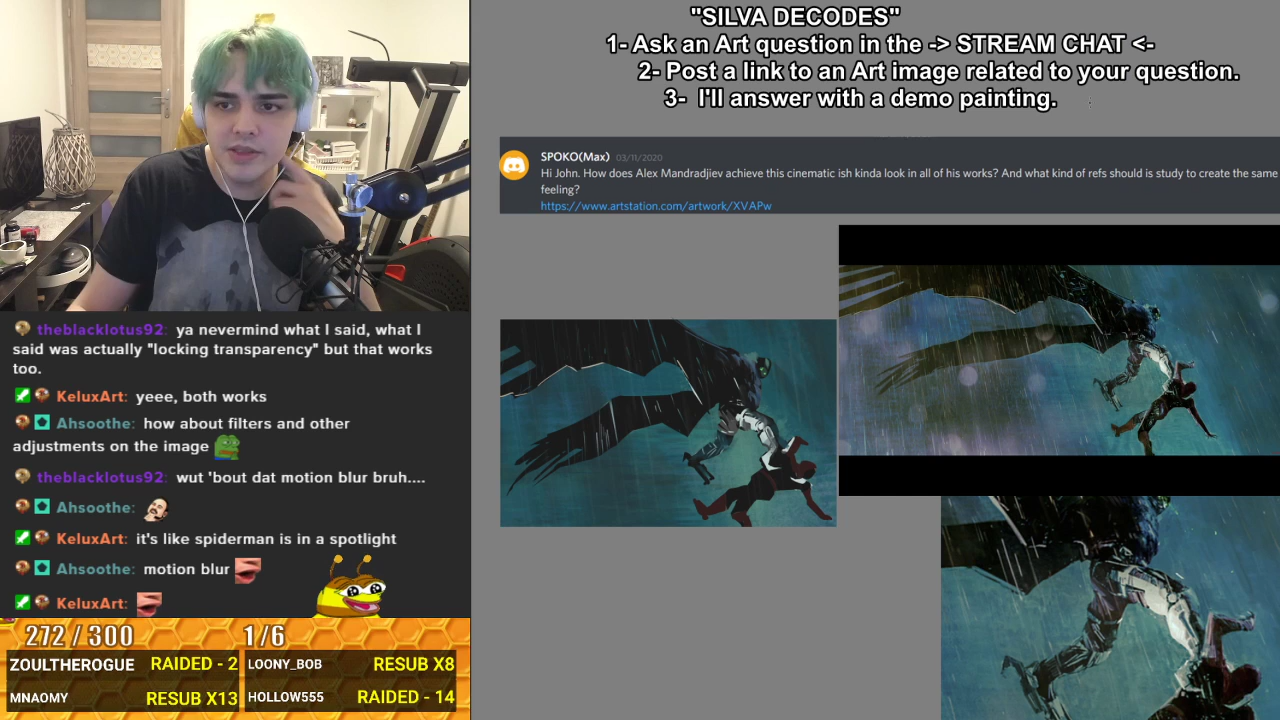 "SILVA DECODES"
1- Ask an Art question in the -> STREAM CHAT <-
2- Post a link to an Art image related to your question.
3- I'll answer with a demo painting.
SPOKO(Max) 03/11/2020
Hi John. How does Alex Mandradjiev achieve this cinematic ish kinda look in all of his works? And what kind of refs should is study to create the same
feeling?
https://www.artstation.com/artwork/XVAPw
theblacklotus92: ya nevermind what I said, what I
said was actually "locking transparency" but that works
too.
KeluxArt: yeee, both works
Ahsoothe: how about filters and other
adjustments on the image
theblacklotus92: wut 'bout dat motion blur bruh....
Ahsoothe:
KeluxArt: it's like spiderman is in a spotlight
Ahsoothe: motion blur
KeluxArt:
272 / 300 1/6
ZOULTHEROGUE RAIDED - 2 LOONY_BOB RESUB X8
MNAOMY RESUB X13 HOLLOW555 RAIDED - 14